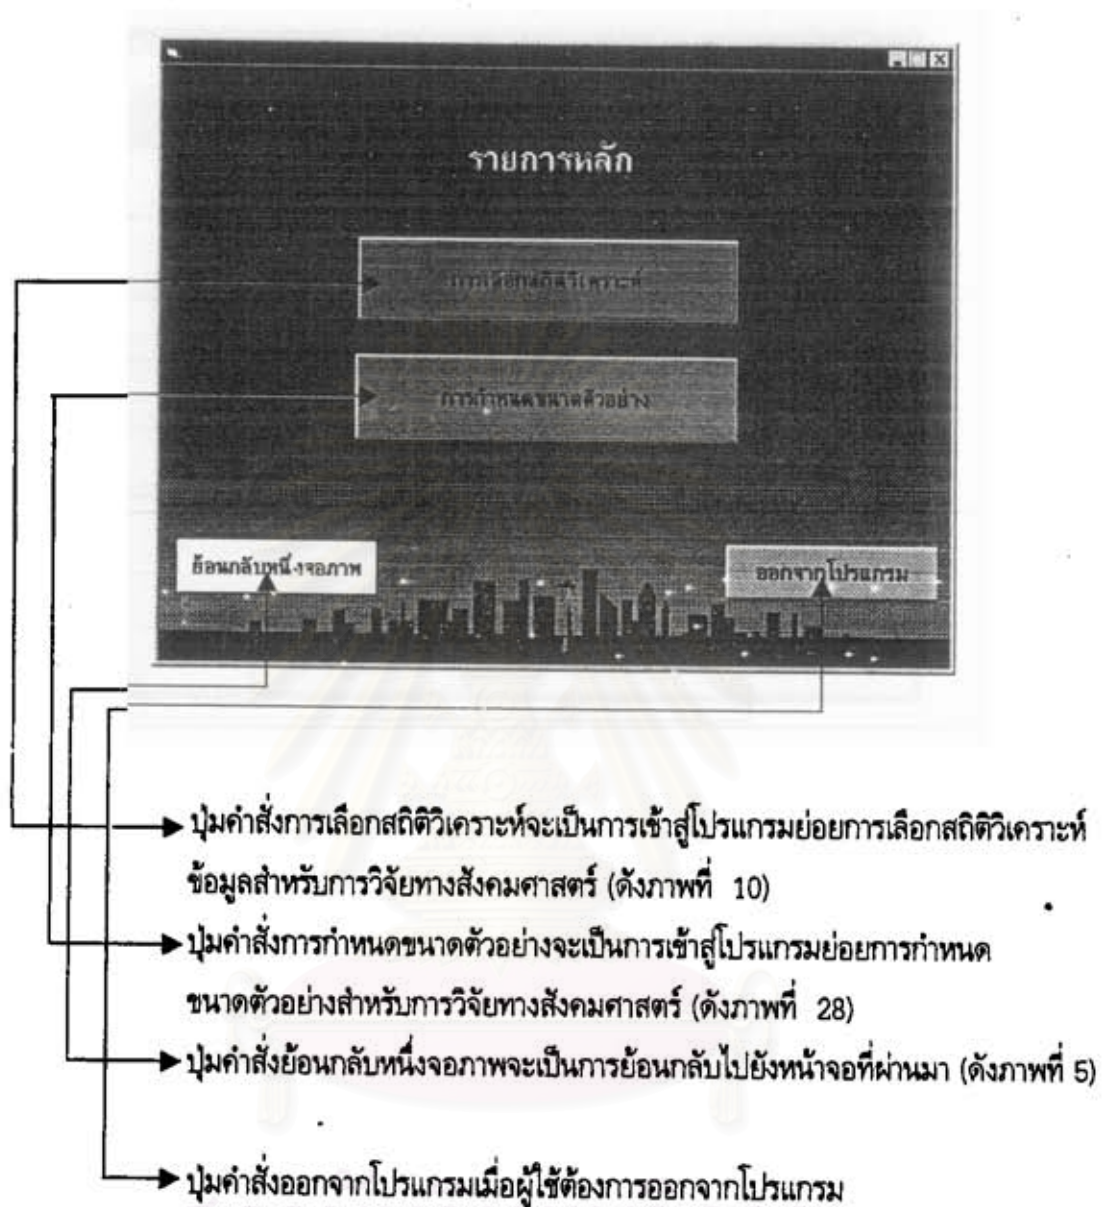 รายการหลัก
การเลือกสถิติวิเคราะห์
การกำหนดขนาดตัวอย่าง
ย้อนกลับหนึ่งจอภาพ
ออกจากโปรแกรม
ปุ่มคำสั่งการเลือกสถิติวิเคราะห์จะเป็นการเข้าสู่โปรแกรมย่อยการเลือกสถิติวิเคราะห์
ข้อมูลสำหรับการวิจัยทางสังคมศาสตร์ (ดังภาพที่ 10)
ปุ่มคำสั่งการกำหนดขนาดตัวอย่างจะเป็นการเข้าสู่โปรแกรมย่อยการกำหนด
ขนาดตัวอย่างสำหรับการวิจัยทางสังคมศาสตร์ (ดังภาพที่ 28)
ปุ่มคำสั่งย้อนกลับหนึ่งจอภาพจะเป็นการย้อนกลับไปยังหน้าจอที่ผ่านมา (ดังภาพที่ 5)
ปุ่มคำสั่งออกจากโปรแกรมเมื่อผู้ใช้ต้องการออกจากโปรแกรม